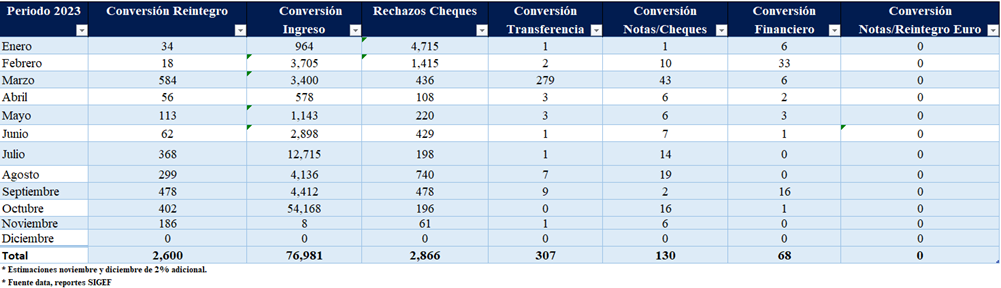 Periodo 2023 Conversión Reintegro Conversión Ingreso Rechazos Cheques Conversión Transferencia Conversión Notas/Cheques Conversión Financiero Conversión Notas/Reintegro Euro
Enero 34 964 4,715 1 1 6 0
Febrero 18 3,705 1,415 2 10 33 0
Marzo 584 3,400 436 279 43 6 0
Abril 56 578 108 3 6 2 0
Mayo 113 1,143 220 3 6 3 0
Junio 62 2,898 429 1 7 1 0
Julio 368 12,715 198 1 14 0 0
Agosto 299 4,136 740 7 19 0 0
Septiembre 478 4,412 478 9 2 16 0
Octubre 402 54,168 196 0 16 1 0
Noviembre 186 8 61 1 6 0 0
Diciembre 0 0 0 0 0 0 0
Total 2,600 76,981 2,866 307 130 68 0
* Estimaciones noviembre y diciembre de 2% adicional.
* Fuente data, reportes SIGEF